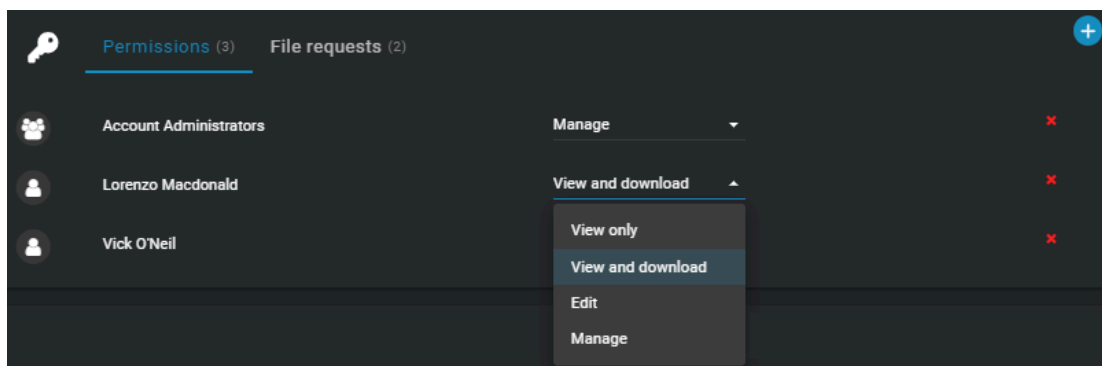 Permissions (3) File requests (2)
Account Administrators Manage
Lorenzo Macdonald View and download
View only
Vick O'Neil
View and download
Edit
Manage